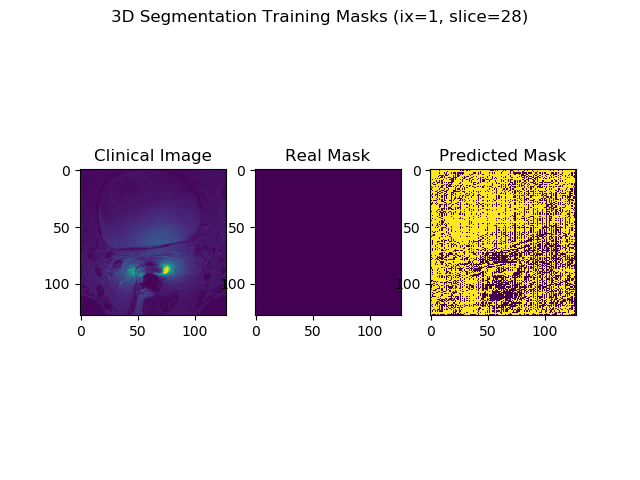 3D Segmentation Training Masks (ix=1, slice=28)
Clinical Image Real Mask Predicted Mask
0 0 0
50 50 50
100 100 100
0 50 100 0 50 100 0 50 100